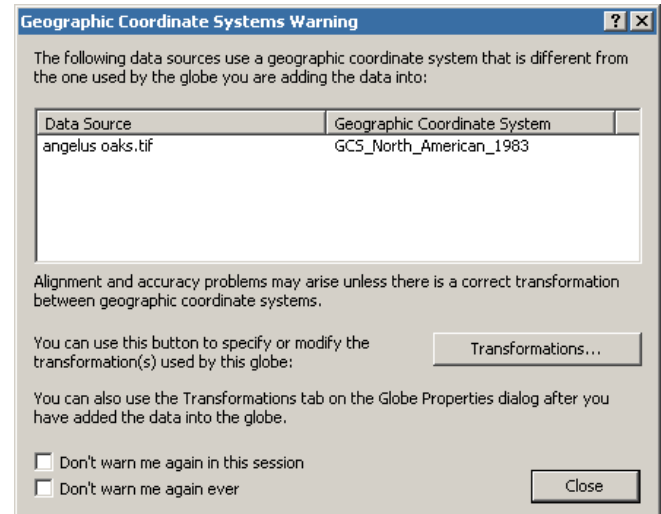 Geographic Coordinate Systems Warning
The following data sources use a geographic coordinate system that is different from
the one used by the globe you are adding the data into:
Data Source Geographic Coordinate System
angelus oaks.tif GCS_North_American_1983
Alignment and accuracy problems may arise unless there is a correct transformation
between geographic coordinate systems.
You can use this button to specify or modify the
transformation(s) used by this globe:
Transformations...
You can also use the Transformations tab on the Globe Properties dialog after you
have added the data into the globe.
Don't warn me again in this session
Don't warn me again ever
Close